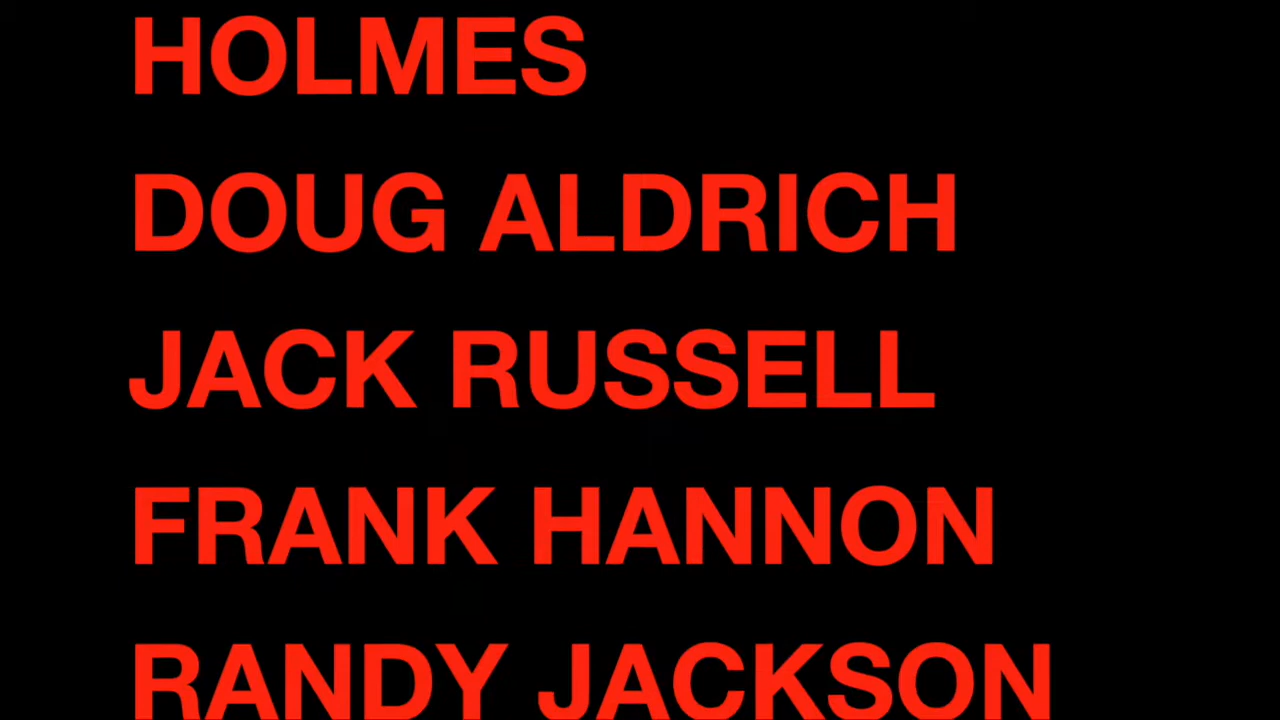 HOLMES
DOUG ALDRICH
JACK RUSSELL
FRANK HANNON
RANDY JACKSON